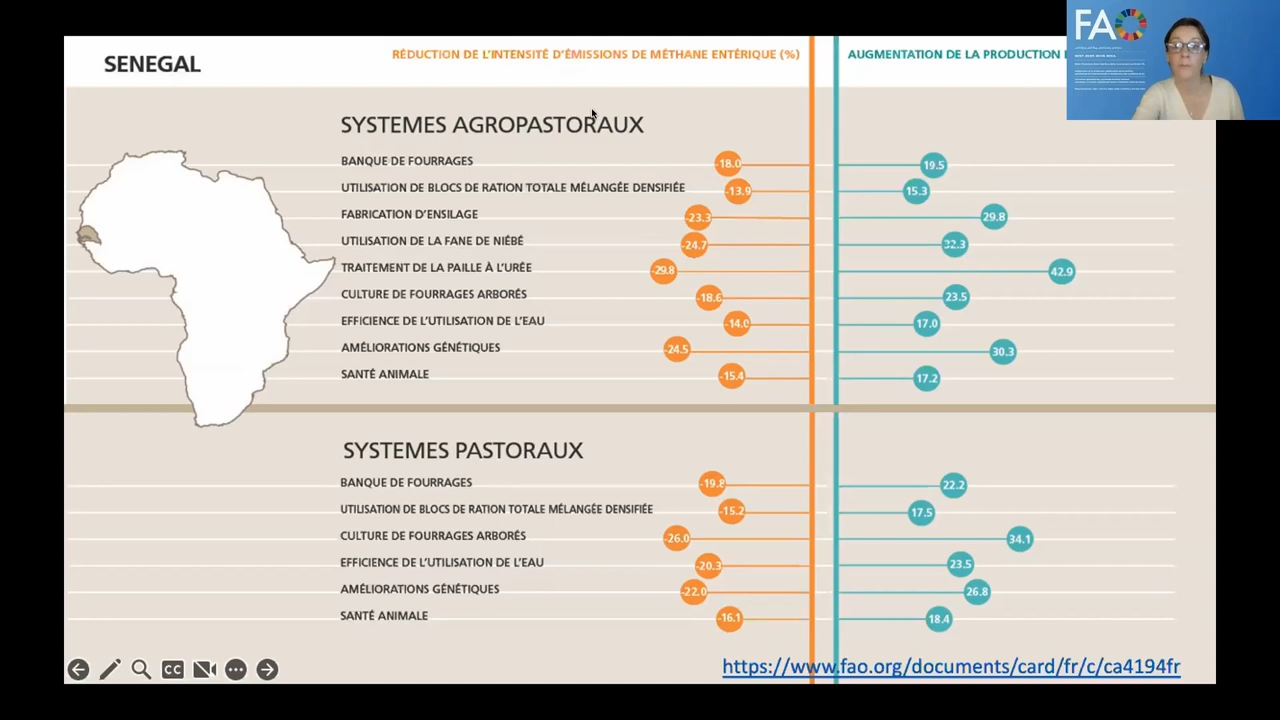 SENEGAL
RÉDUCTION DE L'INTENSITÉ D'ÉMISSIONS DE MÉTHANE ENTÉRIQUE (%)
AUGMENTATION DE LA PRODUCTION
FAO
SYSTEMES AGROPASTORAUX
BANQUE DE FOURRAGES -18.0 19.5
UTILISATION DE BLOCS DE RATION TOTALE MÉLANGÉE DENSIFIÉE -13.9 15.3
FABRICATION D'ENSILAGE -23.3 29.8
UTILISATION DE LA FANE DE NIÉBÉ -24.7 32.3
TRAITEMENT DE LA PAILLE À L'URÉE -29.8 42.9
CULTURE DE FOURRAGES ARBORÉS -18.6 23.5
EFFICIENCE DE L'UTILISATION DE L'EAU -14.0 17.0
AMÉLIORATIONS GÉNÉTIQUES -24.5 30.3
SANTÉ ANIMALE -15.4 17.2
SYSTEMES PASTORAUX
BANQUE DE FOURRAGES -19.8 22.2
UTILISATION DE BLOCS DE RATION TOTALE MÉLANGÉE DENSIFIÉE -15.2 17.5
CULTURE DE FOURRAGES ARBORÉS -26.0 34.1
EFFICIENCE DE L'UTILISATION DE L'EAU -20.3 23.5
AMÉLIORATIONS GÉNÉTIQUES -22.0 26.8
SANTÉ ANIMALE -16.1 18.4
CC
https://www.fao.org/documents/card/fr/c/ca4194fr